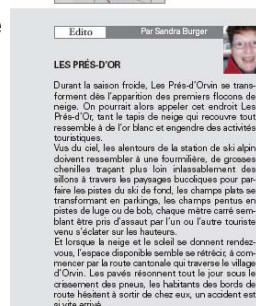 Edito
Par Sandra Burger
LES PRÉS-D'OR
Durant la saison froide, Les Prés-d'Orvin se trans-
forment dès l'apparition des premiers flocons de
neige. On pourrait alors appeler cet endroit Les
Prés-d'Or, tant le tapis de neige qui recouvre tout
ressemble à de l'or blanc et engendre des activités
touristiques.
Vus du ciel, les alentours de la station de ski alpin
doivent ressembler à une fourmilière, de grosses
chenilles traçant plus loin inlassablement des
sillons à travers les paysages bucoliques pour par-
faire les pistes du ski de fond, les champs plats se
transformant en parkings, les champs pentus en
pistes de luge ou de bob, chaque mètre carré sem-
blant être pris d'assaut par l'un ou l'autre touriste
venu s'éclater sur les hauteurs.
Et lorsque la neige et le soleil se donnent rendez-
vous, l'espace disponible semble se rétrécir, à com-
mencer par la route cantonale qui traverse le village
d'Orvin. Les pavés résonnent tout le jour sous le
crissement des pneus, les habitants des bords de
route hésitent à sortir de chez eux, un accident est
si vite arrivé.